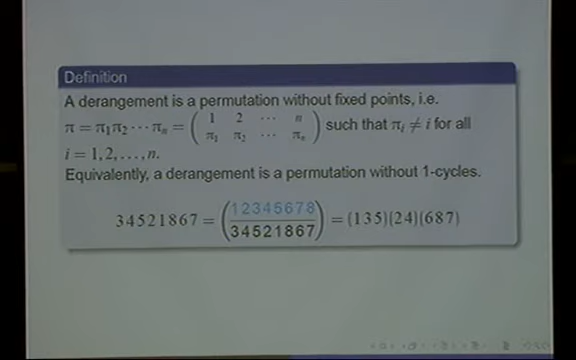 Definition
A derangement is a permutation without fixed points, i.e.
π = π₁π₂⋯πₙ = ( 1 2 ⋯ n / π₁ π₂ ⋯ πₙ ) such that πᵢ ≠ i for all
i = 1,2,…,n.
Equivalently, a derangement is a permutation without 1-cycles.
34521867 = ( 12345678 / 34521867 ) = (135)(24)(687)